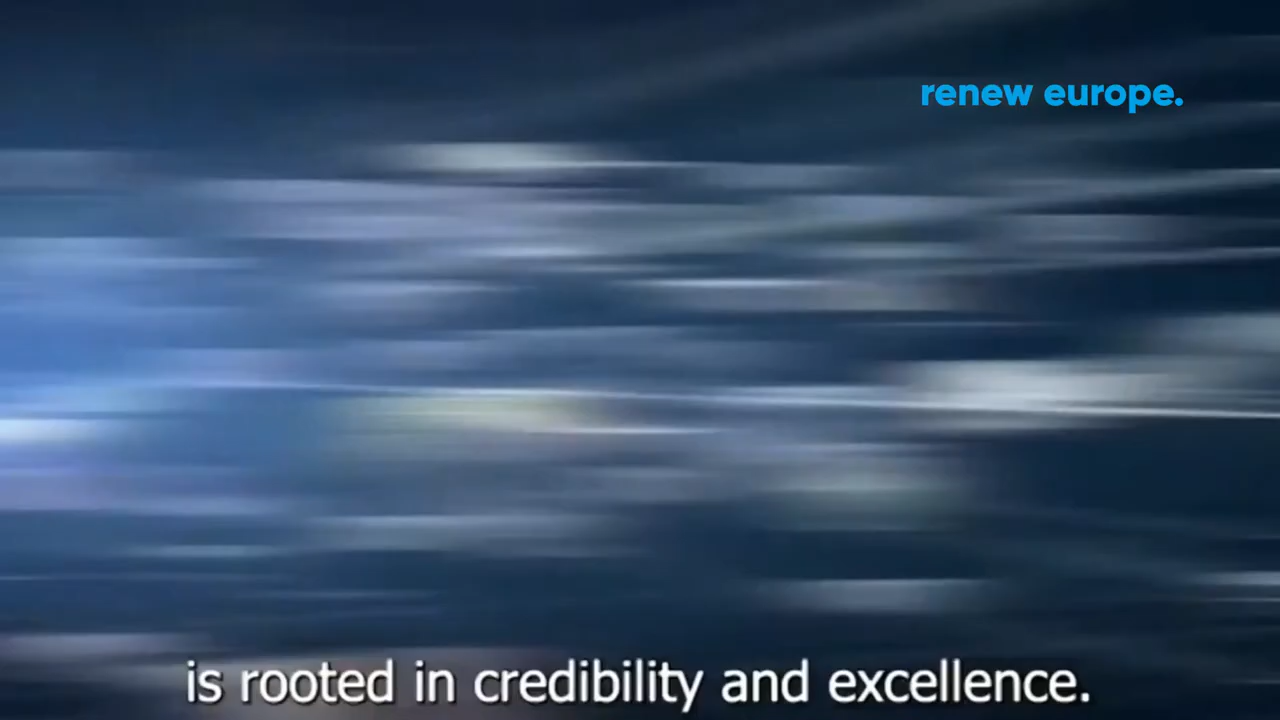 renew europe.
is rooted in credibility and excellence.